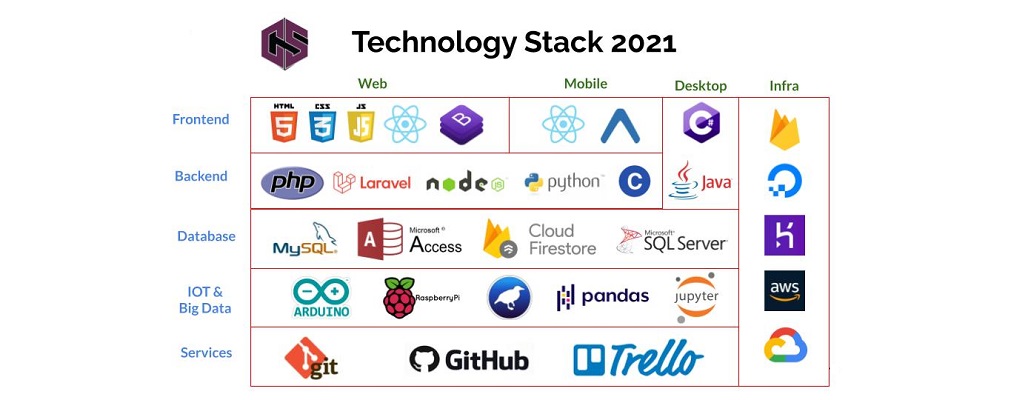 Technology Stack 2021
Web
Mobile
Desktop
Infra
Frontend
HTML
5
CSS
3
JS
JS
B
C#
Backend
php
Laravel
node
JS
python™
C
Java
Database
MySQL
A
Microsoft®
Access
Cloud
Firestore
Microsoft®
SQL Server
IOT &
Big Data
ARDUINO
RaspberryPi
pandas
jupyter
aws
Services
git
GitHub
Trello